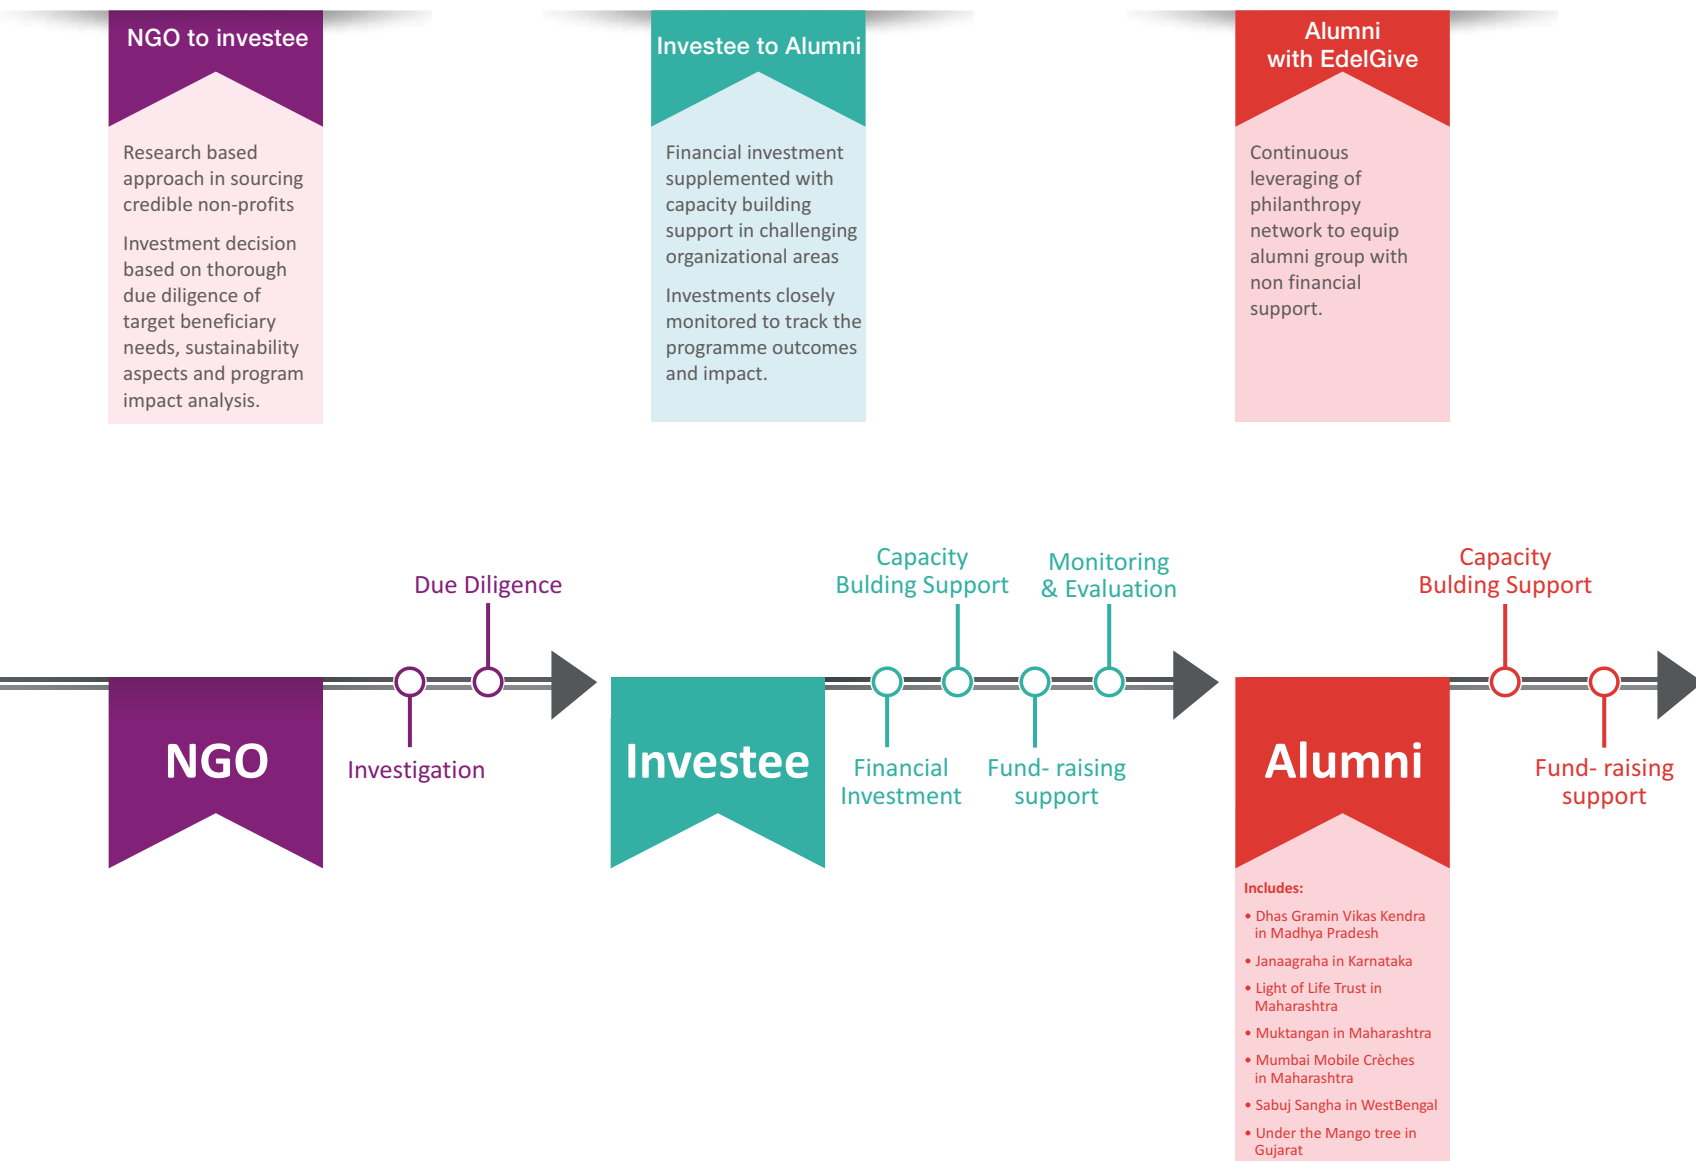 NGO to investee
Research based
approach in sourcing
credible non-profits
Investment decision
based on thorough
due diligence of
target beneficiary
needs, sustainability
aspects and program
impact analysis.
Investee to Alumni
Financial investment
supplemented with
capacity building
support in challenging
organizational areas
Investments closely
monitored to track the
programme outcomes
and impact.
Alumni
with EdelGive
Continuous
leveraging of
philanthropy
network to equip
alumni group with
non financial
support.
NGO
Investigation
Due Diligence
Investee
Financial
Investment
Capacity
Bulding Support
Fund- raising
support
Monitoring
& Evaluation
Alumni
Capacity
Bulding Support
Fund- raising
support
Includes:
• Dhas Gramin Vikas Kendra
in Madhya Pradesh
• Janaagraha in Karnataka
• Light of Life Trust in
Maharashtra
• Muktangan in Maharashtra
• Mumbai Mobile Crèches
in Maharashtra
• Sabuj Sangha in WestBengal
• Under the Mango tree in
Gujarat